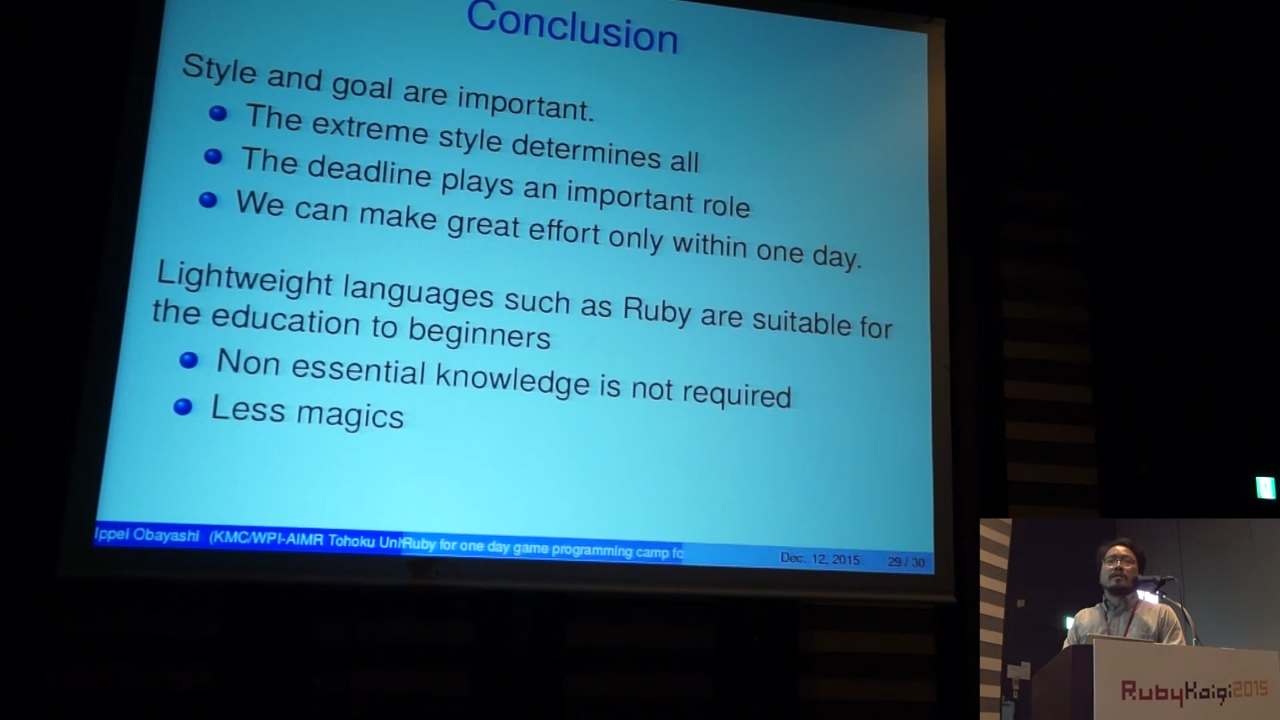 Conclusion
Style and goal are important.
The extreme style determines all
The deadline plays an important role
We can make great effort only within one day.
Lightweight languages such as Ruby are suitable for
the education to beginners
Non essential knowledge is not required
Less magics
Ippei Obayashi (KMC/WPI-AIMR Tohoku Uni Ruby for one day game programming camp fo Dec. 12, 2015 29 / 30
RubyKaigi2015